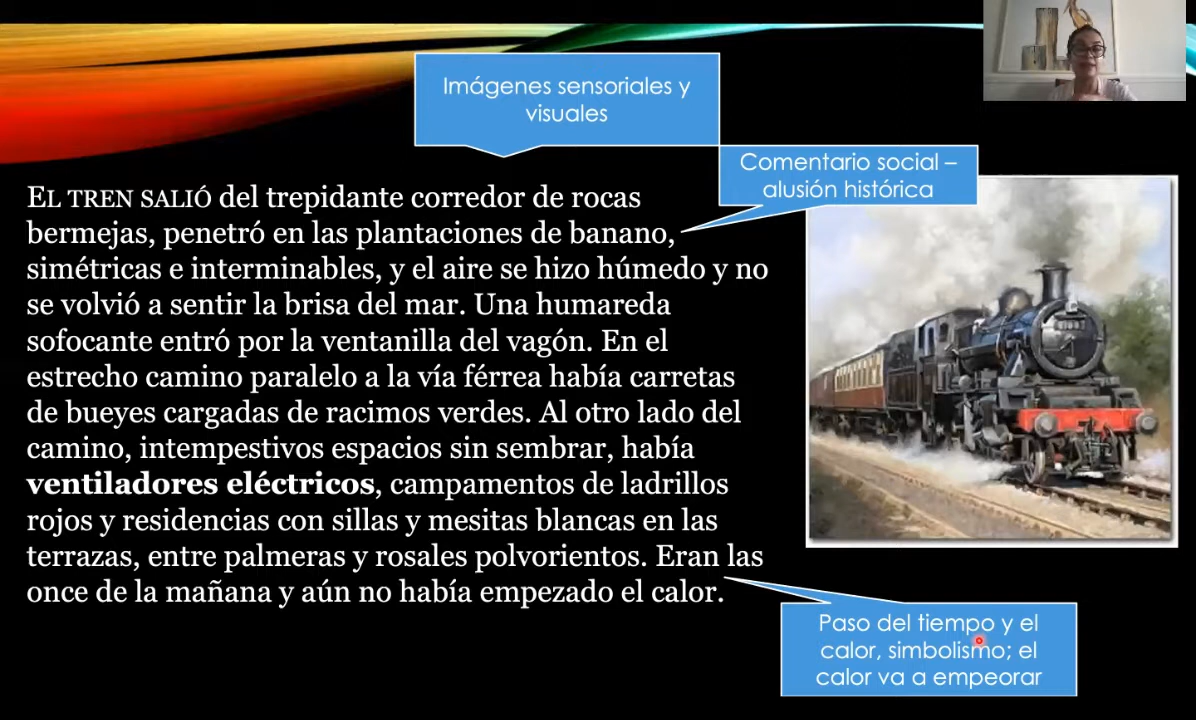 Imágenes sensoriales y
visuales
Comentario social –
alusión histórica
EL TREN SALIÓ del trepidante corredor de rocas
bermejas, penetró en las plantaciones de banano,
simétricas e interminables, y el aire se hizo húmedo y no
se volvió a sentir la brisa del mar. Una humareda
sofocante entró por la ventanilla del vagón. En el
estrecho camino paralelo a la vía férrea había carretas
de bueyes cargadas de racimos verdes. Al otro lado del
camino, intempestivos espacios sin sembrar, había
ventiladores eléctricos, campamentos de ladrillos
rojos y residencias con sillas y mesitas blancas en las
terrazas, entre palmeras y rosales polvorientos. Eran las
once de la mañana y aún no había empezado el calor.
Paso del tiempo y el
calor, simbolismo; el
calor va a empeorar